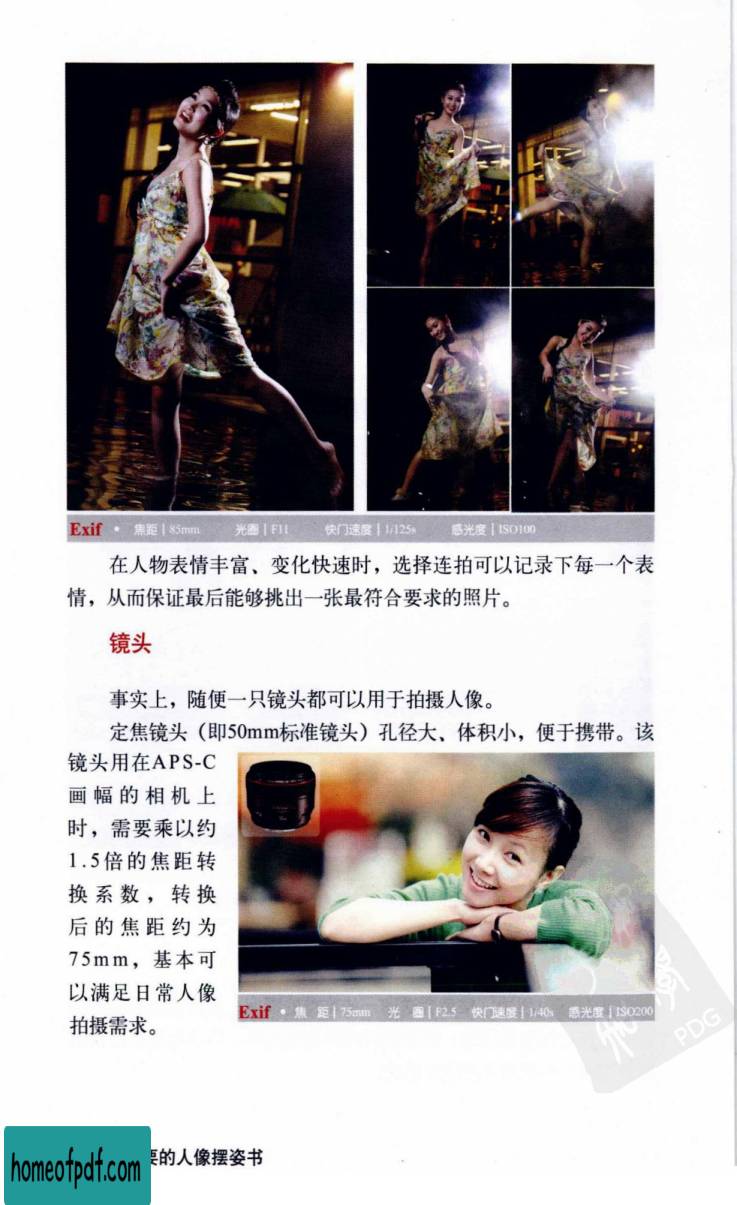 Exif • 焦距 | 85mm 光圈 | F11 快门速度 | 1/125s 感光度 | ISO100
在人物表情丰富、变化快速时，选择连拍可以记录下每一个表
情，从而保证最后能够挑出一张最符合要求的照片。
镜头
事实上，随便一只镜头都可以用于拍摄人像。
定焦镜头（即50mm标准镜头）孔径大、体积小，便于携带。该
镜头用在APS-C
画幅的相机上
时，需要乘以约
1.5倍的焦距转
换系数，转换
后的焦距约为
75mm，基本可
以满足日常人像
拍摄需求。
Exif • 焦距 | 75mm 光圈 | F2.5 快门速度 | 1/40s 感光度 | ISO200
PDG
homeofpdf.com
要的人像摆姿书